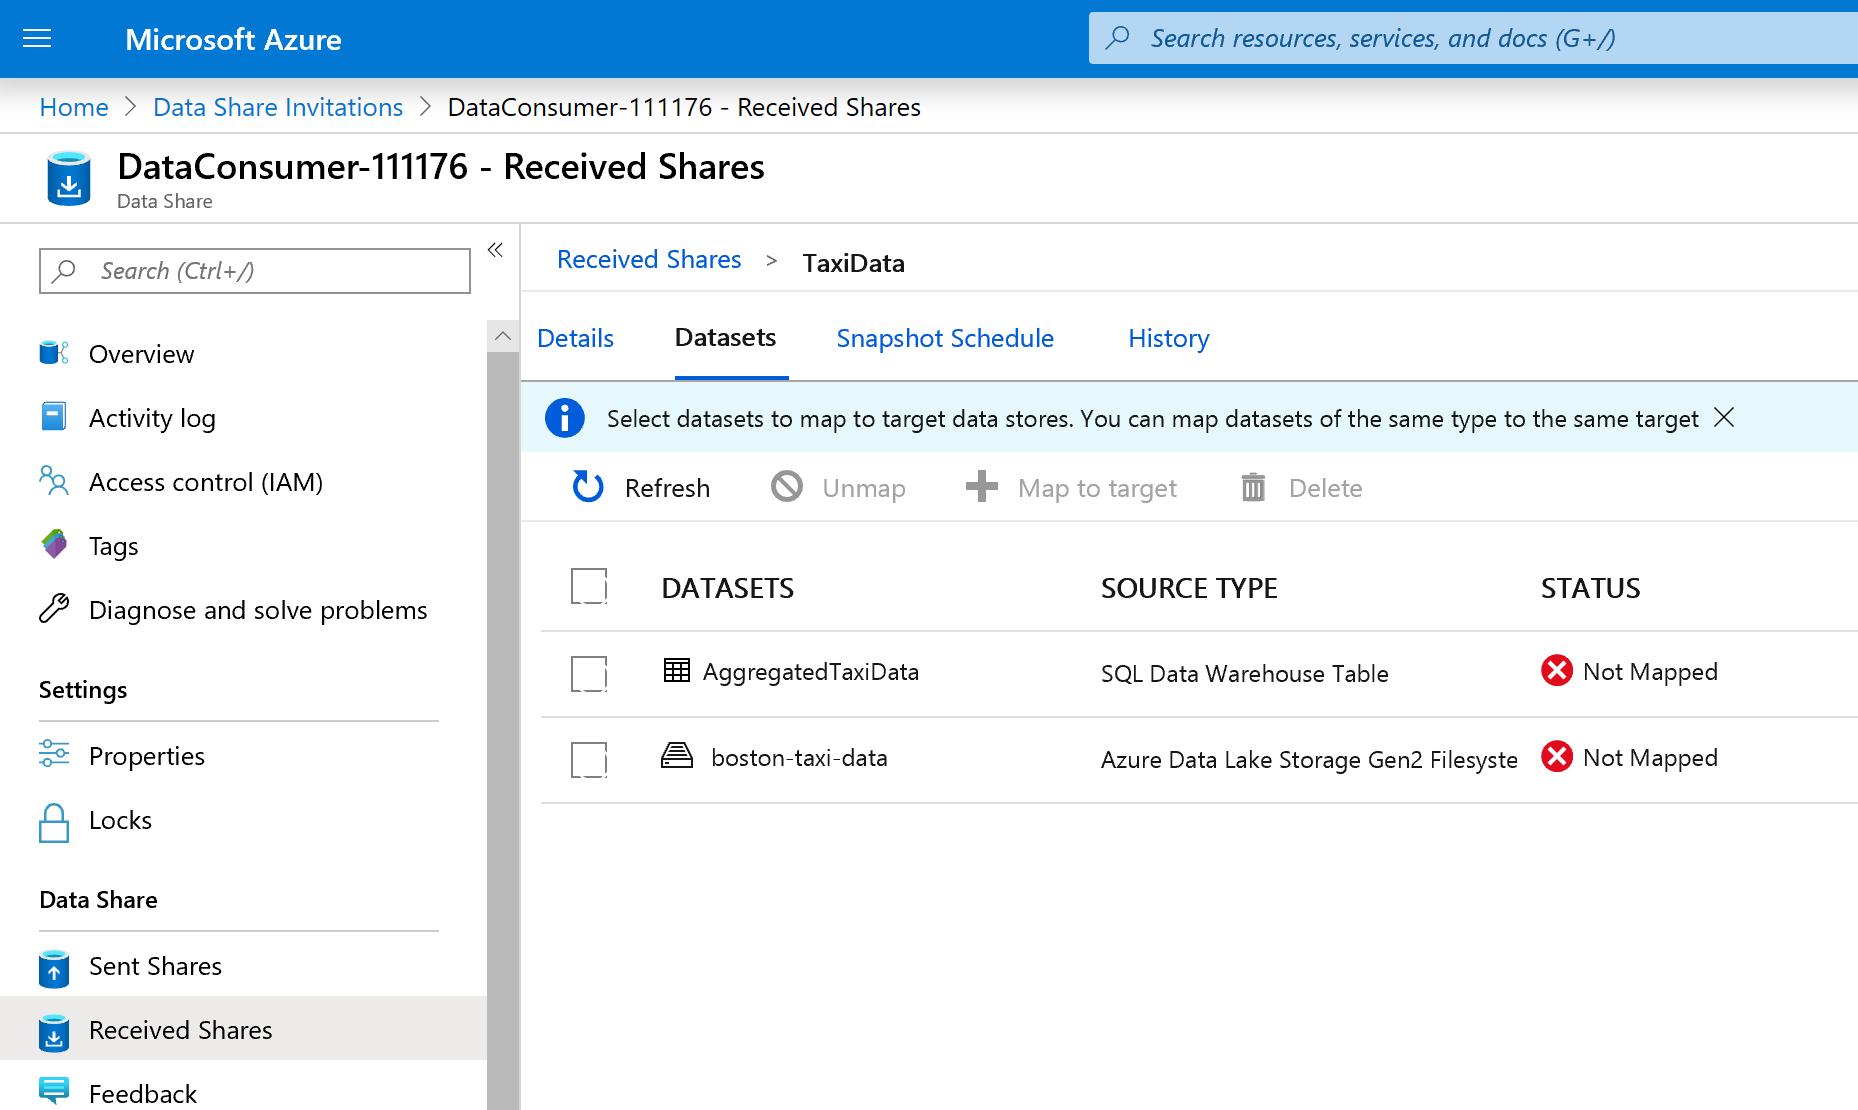 Microsoft Azure
Search resources, services, and docs (G+/)
Home > Data Share Invitations > DataConsumer-111176 - Received Shares
DataConsumer-111176 - Received Shares
Data Share
Search (Ctrl+/)
«
Overview
Activity log
Access control (IAM)
Tags
Diagnose and solve problems
Settings
Properties
Locks
Data Share
Sent Shares
Received Shares
Feedback
Received Shares > TaxiData
Details Datasets Snapshot Schedule History
Select datasets to map to target data stores. You can map datasets of the same type to the same target
Refresh Unmap Map to target Delete
DATASETS SOURCE TYPE STATUS
AggregatedTaxiData SQL Data Warehouse Table Not Mapped
boston-taxi-data Azure Data Lake Storage Gen2 Filesyste Not Mapped